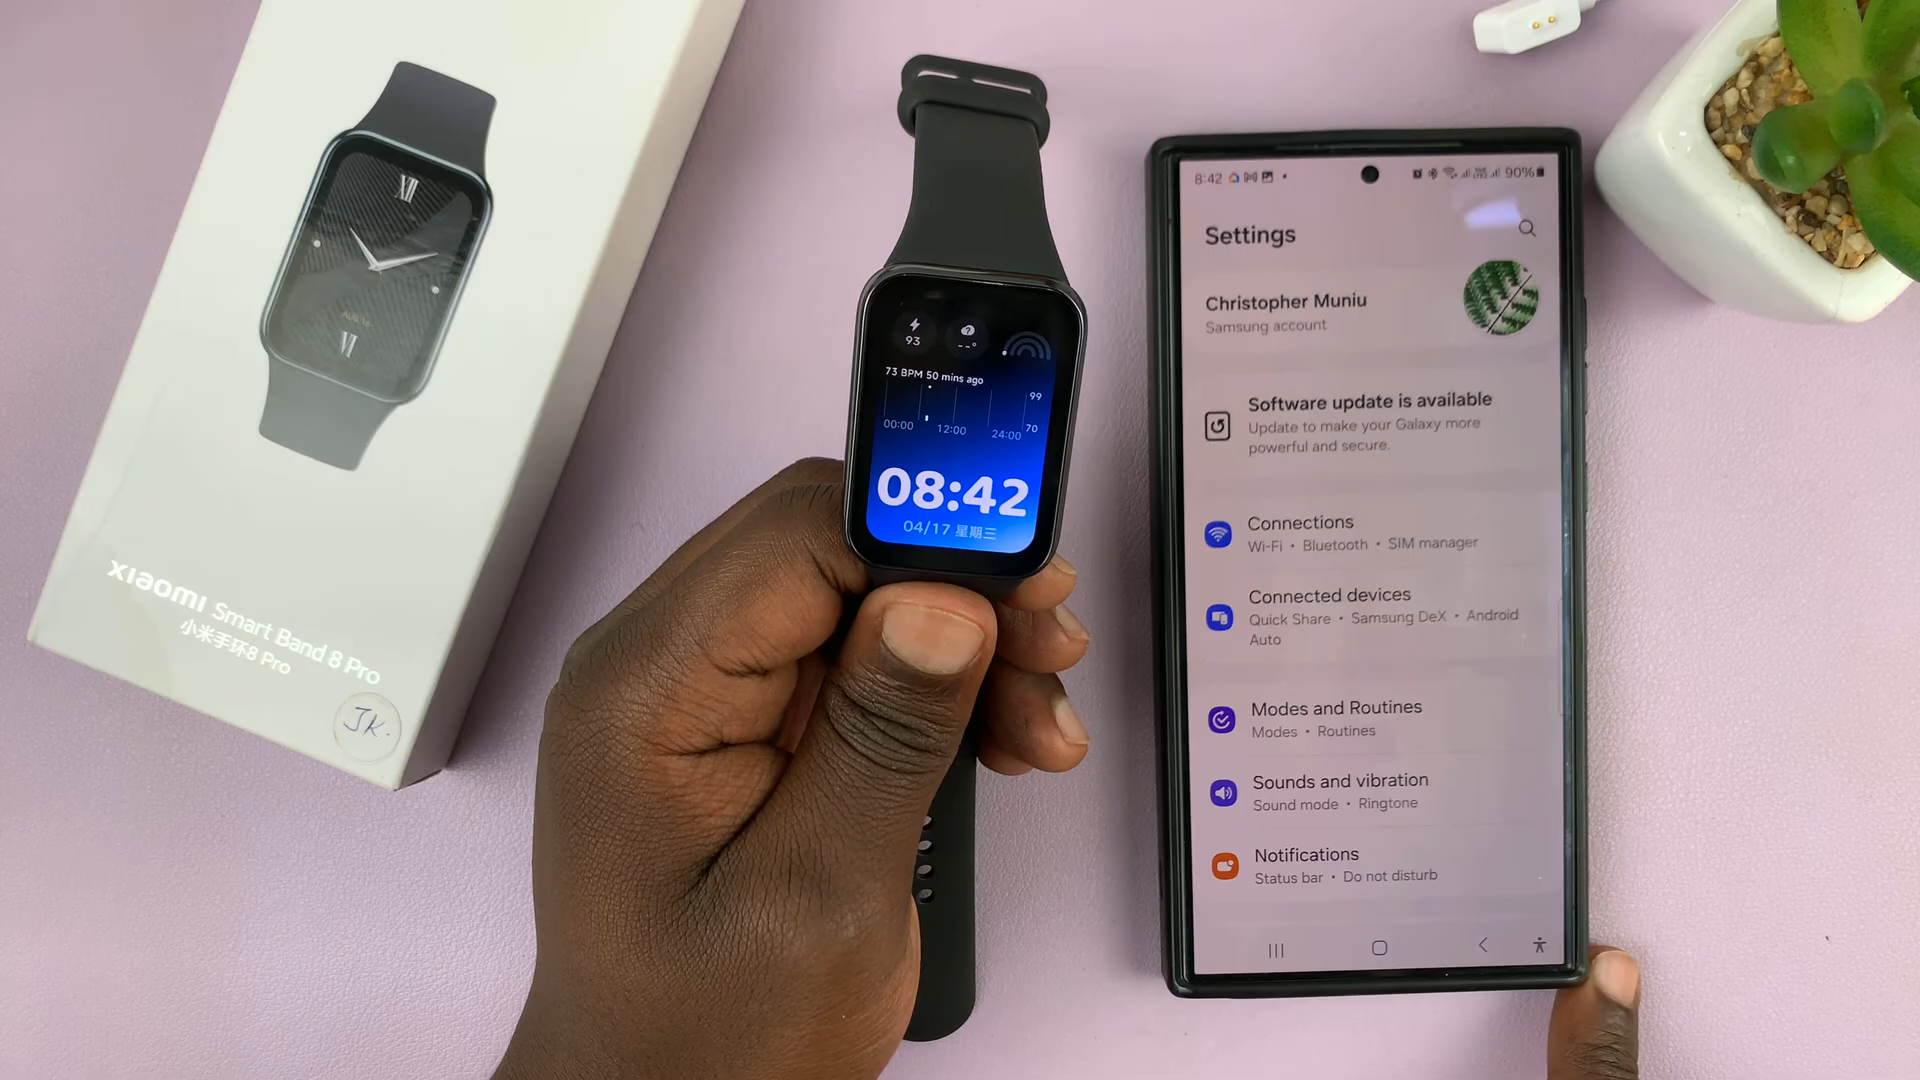 XII
VI
xiaomi Smart Band 8 Pro
小米手环8 Pro
JK.
93
73 BPM 50 mins ago
99
70
00:00
12:00
24:00
08:42
04/17 星期三
8:42
90%
Settings
Christopher Muniu
Samsung account
Software update is available
Update to make your Galaxy more
powerful and secure.
Connections
Wi-Fi • Bluetooth • SIM manager
Connected devices
Quick Share • Samsung DeX • Android
Auto
Modes and Routines
Modes • Routines
Sounds and vibration
Sound mode • Ringtone
Notifications
Status bar • Do not disturb